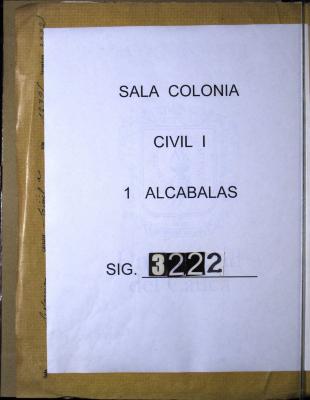 SALA COLONIA
CIVIL I
1 ALCABALAS
SIG. 3222